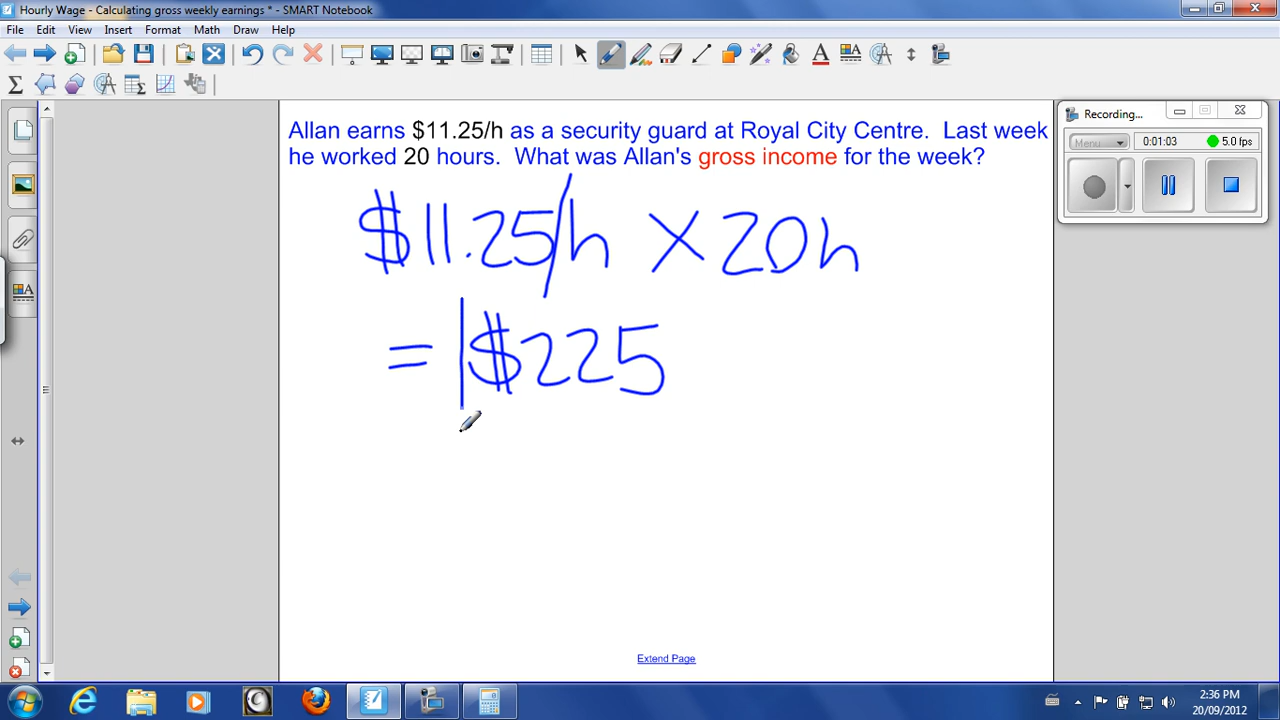 Hourly Wage - Calculating gross weekly earnings * - SMART Notebook
File Edit View Insert Format Math Draw Help
Recording...
Menu
0:01:03
5.0 fps
Allan earns $11.25/h as a security guard at Royal City Centre. Last week
he worked 20 hours. What was Allan's gross income for the week?
$11.25/h X 20h
= $225
Extend Page
2:36 PM
20/09/2012